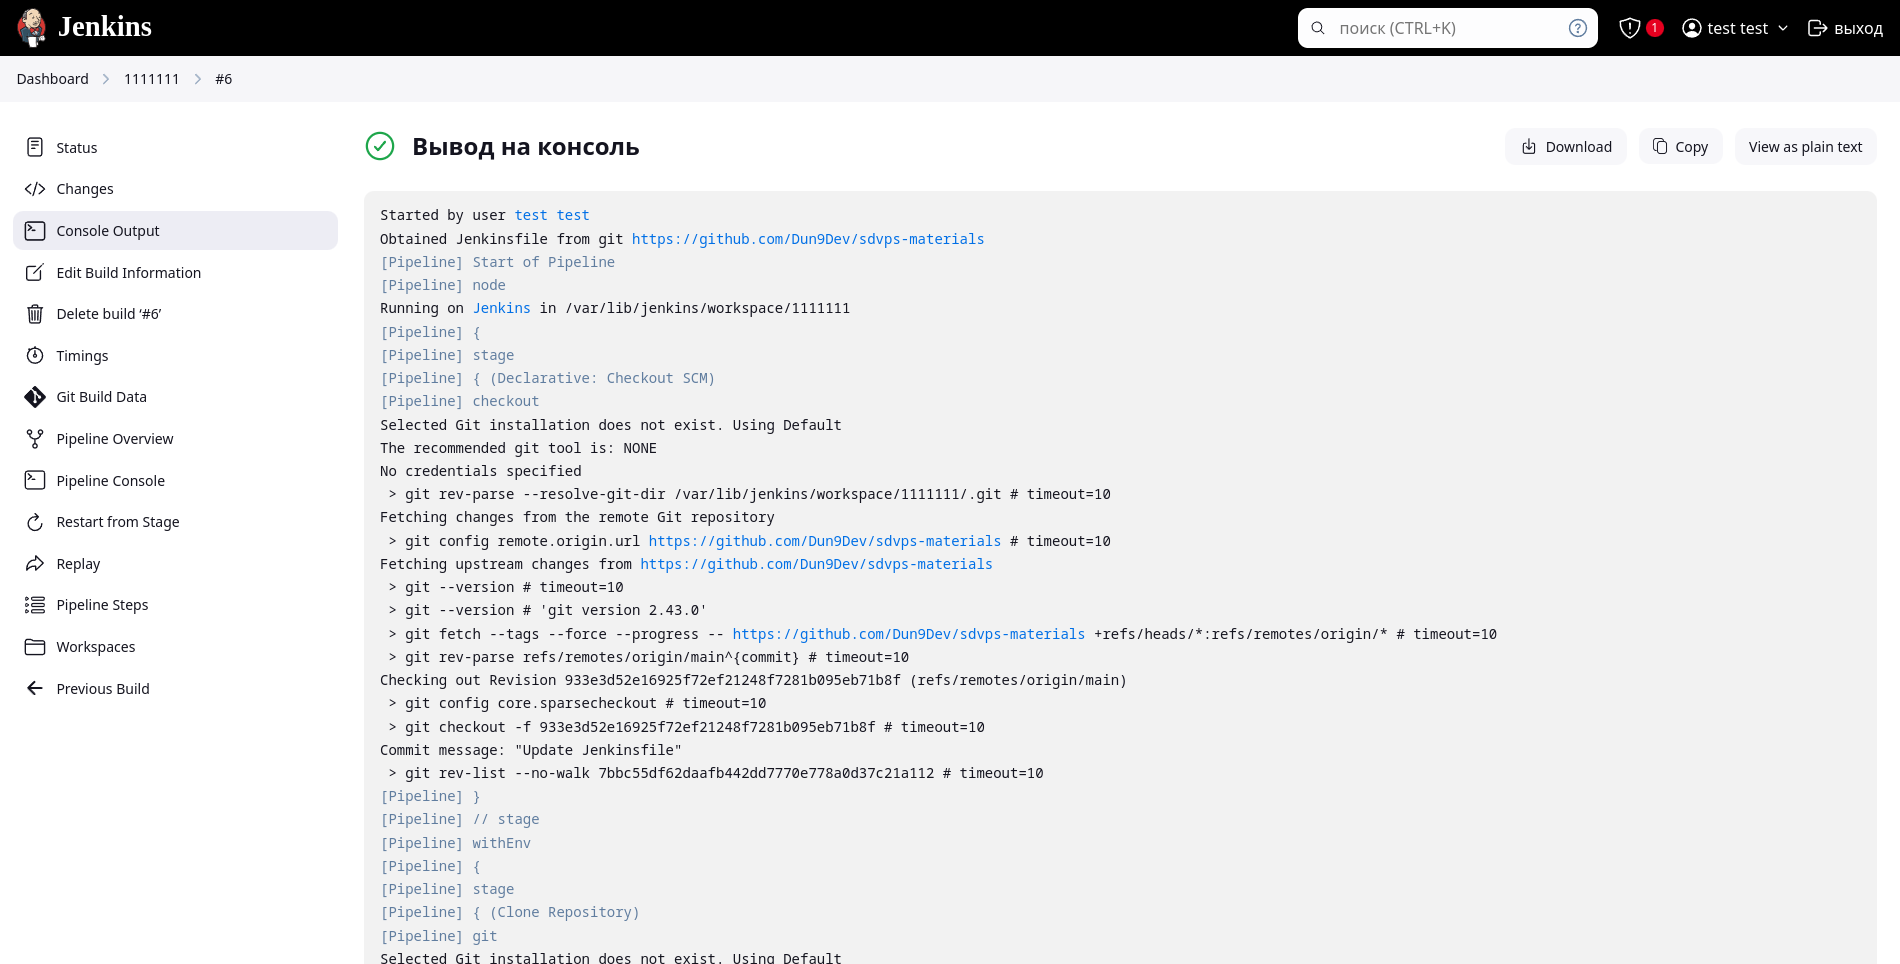 Jenkins
поиск (CTRL+K)
1
test test
выход
Dashboard
1111111
#6
Status
Changes
Console Output
Edit Build Information
Delete build ‘#6’
Timings
Git Build Data
Pipeline Overview
Pipeline Console
Restart from Stage
Replay
Pipeline Steps
Workspaces
Previous Build
Вывод на консоль
Download
Copy
View as plain text
Started by user test test
Obtained Jenkinsfile from git https://github.com/Dun9Dev/sdvps-materials
[Pipeline] Start of Pipeline
[Pipeline] node
Running on Jenkins in /var/lib/jenkins/workspace/1111111
[Pipeline] {
[Pipeline] stage
[Pipeline] { (Declarative: Checkout SCM)
[Pipeline] checkout
Selected Git installation does not exist. Using Default
The recommended git tool is: NONE
No credentials specified
> git rev-parse --resolve-git-dir /var/lib/jenkins/workspace/1111111/.git # timeout=10
Fetching changes from the remote Git repository
> git config remote.origin.url https://github.com/Dun9Dev/sdvps-materials # timeout=10
Fetching upstream changes from https://github.com/Dun9Dev/sdvps-materials
> git --version # timeout=10
> git --version # 'git version 2.43.0'
> git fetch --tags --force --progress -- https://github.com/Dun9Dev/sdvps-materials +refs/heads/*:refs/remotes/origin/* # timeout=10
> git rev-parse refs/remotes/origin/main^{commit} # timeout=10
Checking out Revision 933e3d52e16925f72ef21248f7281b095eb71b8f (refs/remotes/origin/main)
> git config core.sparsecheckout # timeout=10
> git checkout -f 933e3d52e16925f72ef21248f7281b095eb71b8f # timeout=10
Commit message: "Update Jenkinsfile"
> git rev-list --no-walk 7bbc55df62daafb442dd7770e778a0d37c21a112 # timeout=10
[Pipeline] }
[Pipeline] // stage
[Pipeline] withEnv
[Pipeline] {
[Pipeline] stage
[Pipeline] { (Clone Repository)
[Pipeline] git
Selected Git installation does not exist. Using Default